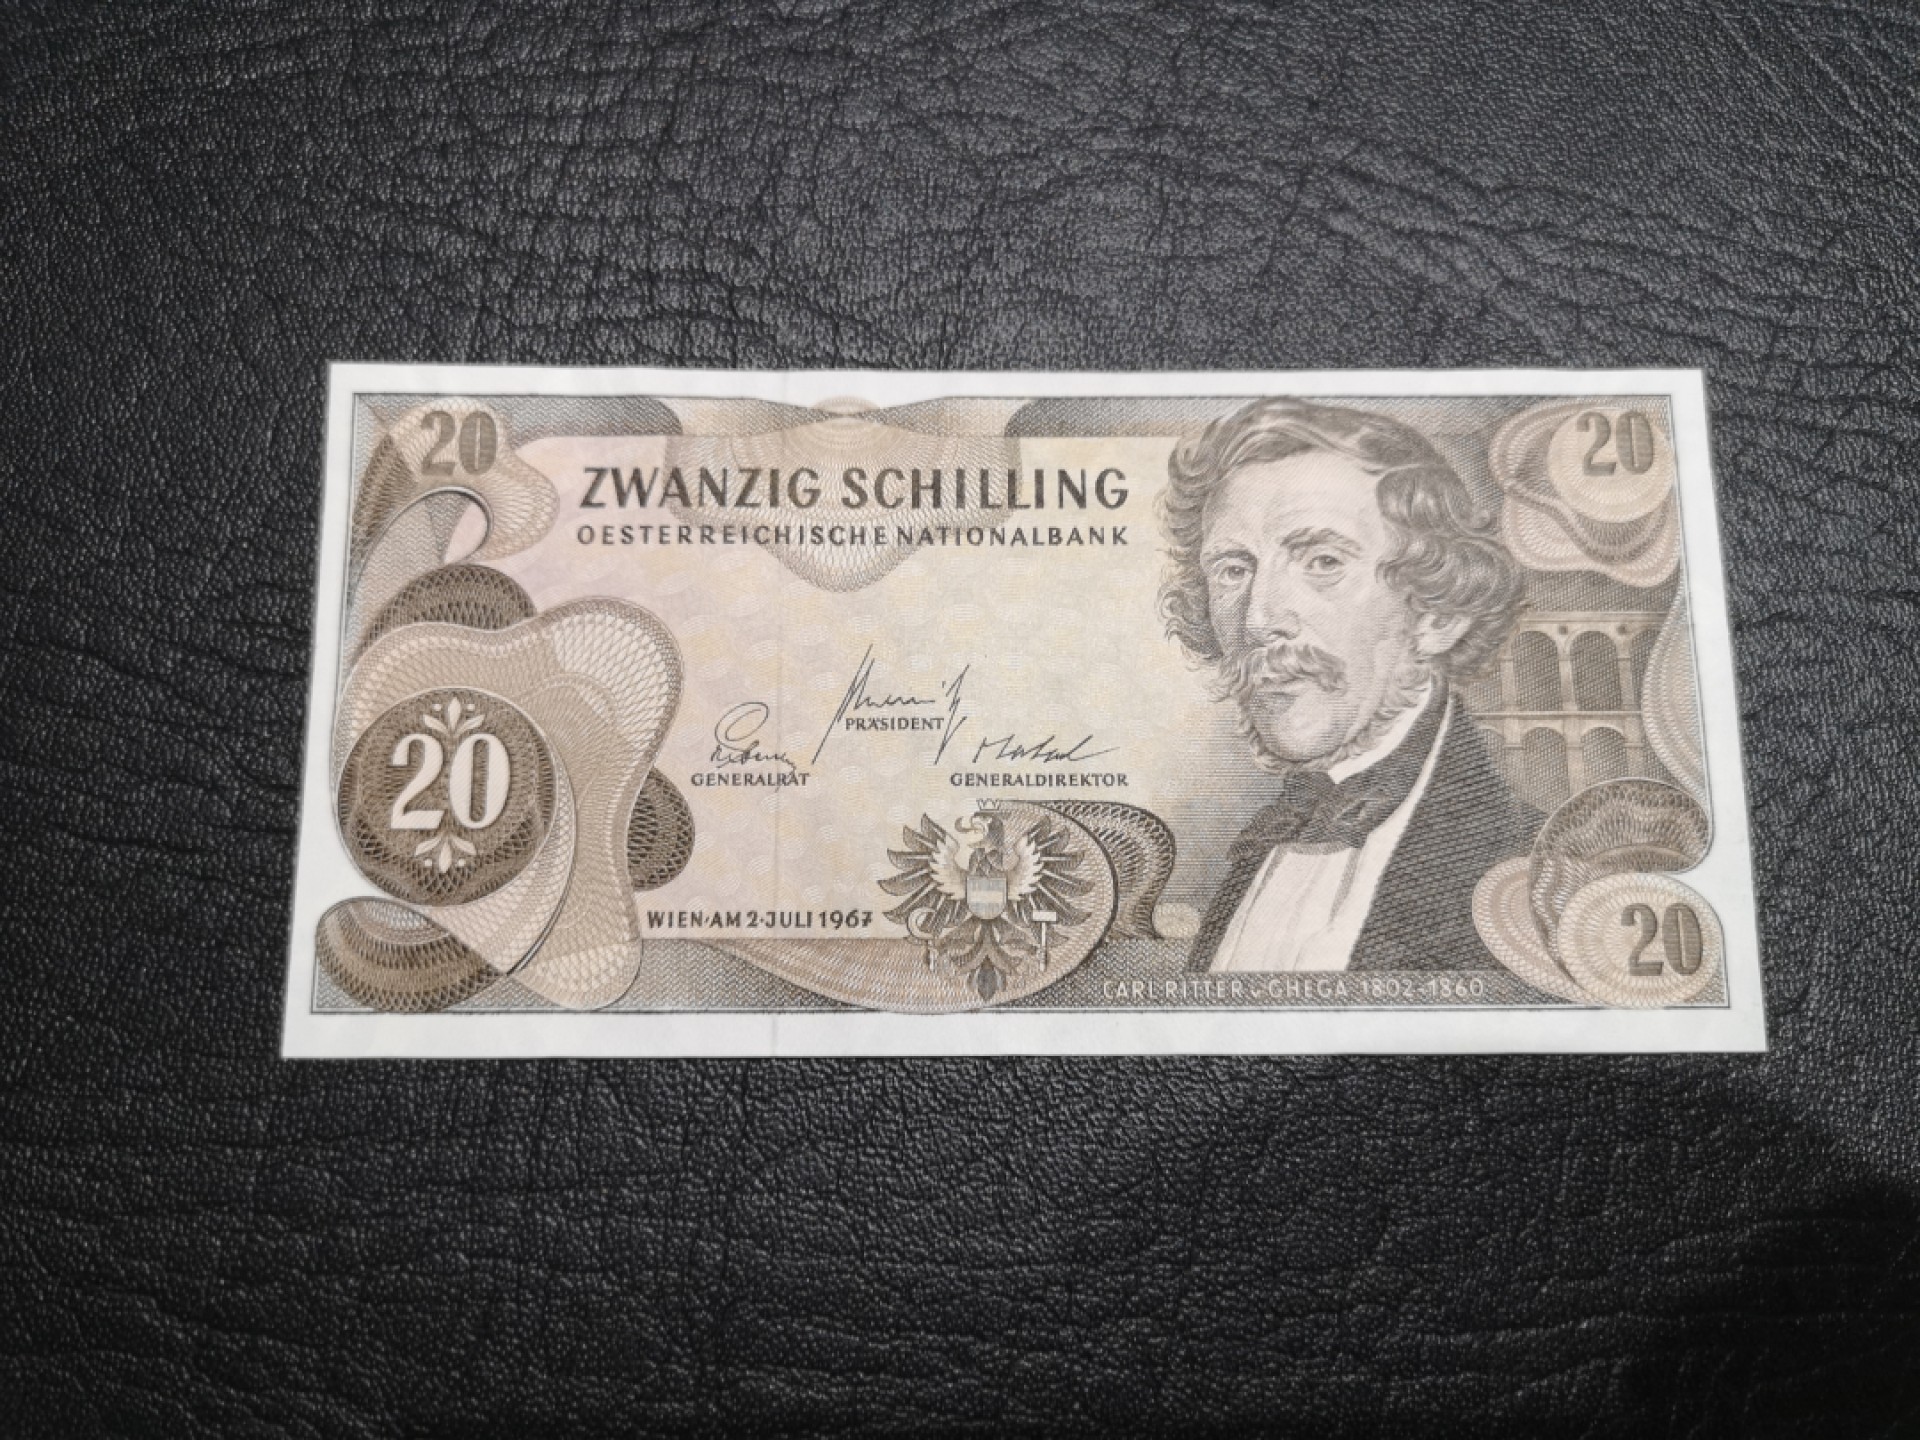 20
20
ZWANZIG SCHILLING
OESTERREICHISCHE NATIONALBANK
PRÄSIDENT
GENERALRAT
GENERALDIREKTOR
20
WIEN·AM 2·JULI 1967
20
CARL RITTER v. GHEGA 1802-1860